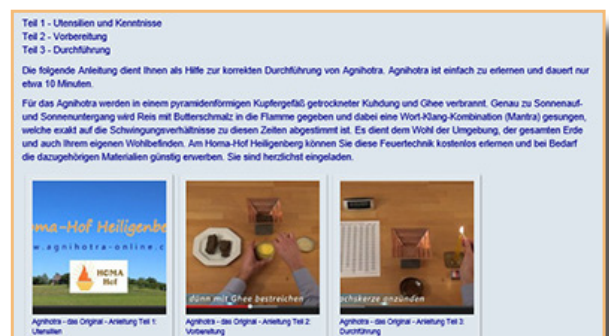 Teil 1 - Utensilien und Kenntnisse
Teil 2 - Vorbereitung
Teil 3 - Durchführung
Die folgende Anleitung dient Ihnen als Hilfe zur korrekten Durchführung von Agnihotra. Agnihotra ist einfach zu erlernen und dauert nur
etwa 10 Minuten.
Für das Agnihotra werden in einem pyramidenförmigen Kupfergefäß getrockneter Kuhdung und Ghee verbrannt. Genau zu Sonnenauf-
und Sonnenuntergang wird Reis mit Butterschmalz in die Flamme gegeben und dabei eine Wort-Klang-Kombination (Mantra) gesungen,
welche exakt auf die Schwingungsverhältnisse zu diesen Zeiten abgestimmt ist. Es dient dem Wohl der Umgebung, der gesamten Erde
und auch Ihrem eigenen Wohlbefinden. Am Homa-Hof Heiligenberg können Sie diese Feuertechnik kostenlos erlernen und bei Bedarf
die dazugehörigen Materialien günstig erwerben. Sie sind herzlichst eingeladen.
oma-Hof Heiligenbe
w.agnihotra-online.c
HOMA
Hof
dünn mit Ghee bestreichen
achskerze anzünden
Agnihotra - das Original - Anleitung Teil 1:
Utensilien
Agnihotra - das Original - Anleitung Teil 2:
Vorbereitung
Agnihotra - das Original - Anleitung Teil 3:
Durchführung